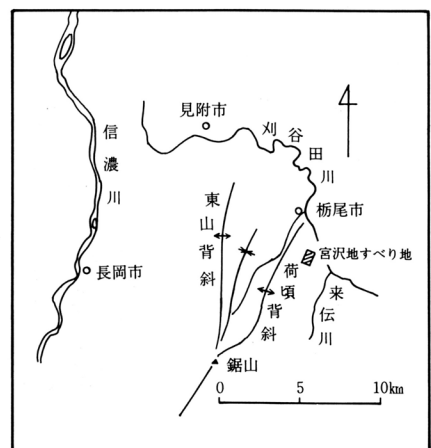 見附市
刈谷田川
信濃川
栃尾市
東山背斜
宮沢地すべり地
長岡市
荷頃背斜
来伝川
鋸山
0 5 10km